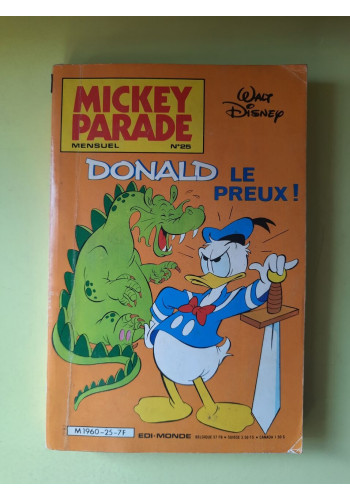 MICKEY
PARADE
MENSUEL N°25
WALT
DISNEY
DONALD LE
PREUX !
M 1960-25-7F
EDI-MONDE